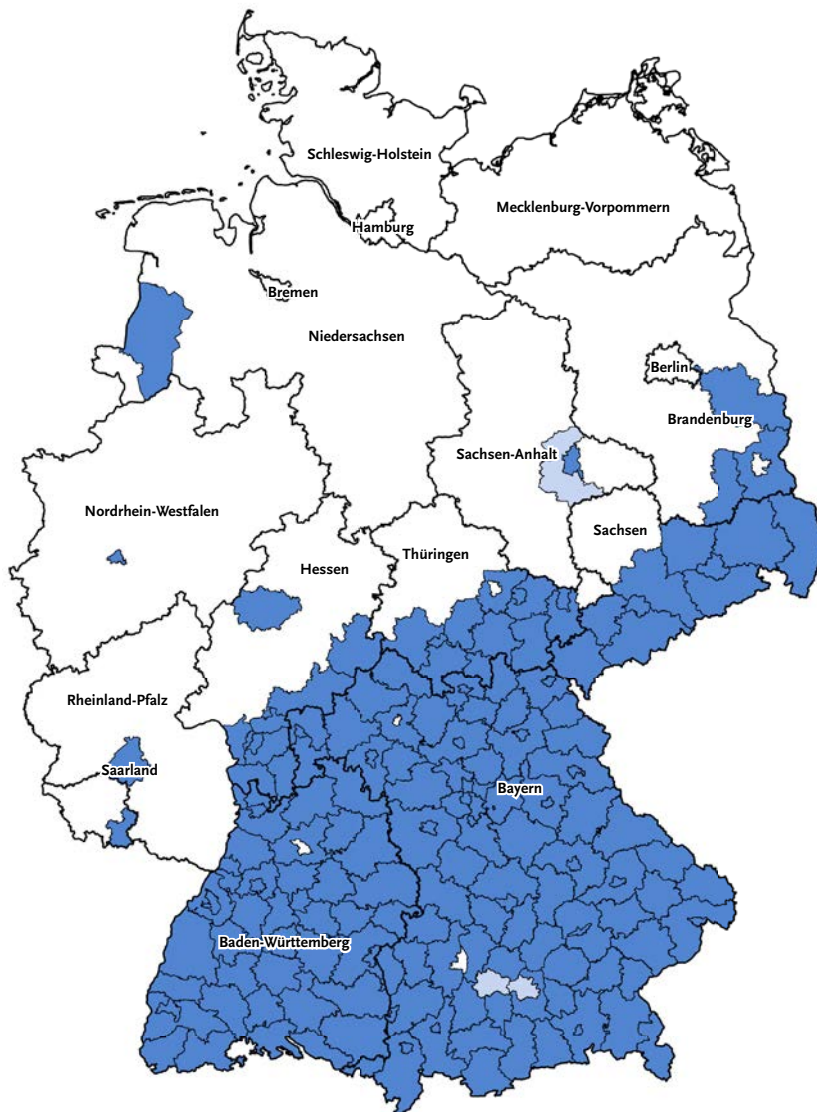 Schleswig-Holstein
Mecklenburg-Vorpommern
Hamburg
Bremen
Niedersachsen
Berlin
Brandenburg
Sachsen-Anhalt
Nordrhein-Westfalen
Sachsen
Thüringen
Hessen
Rheinland-Pfalz
Saarland
Bayern
Baden-Württemberg